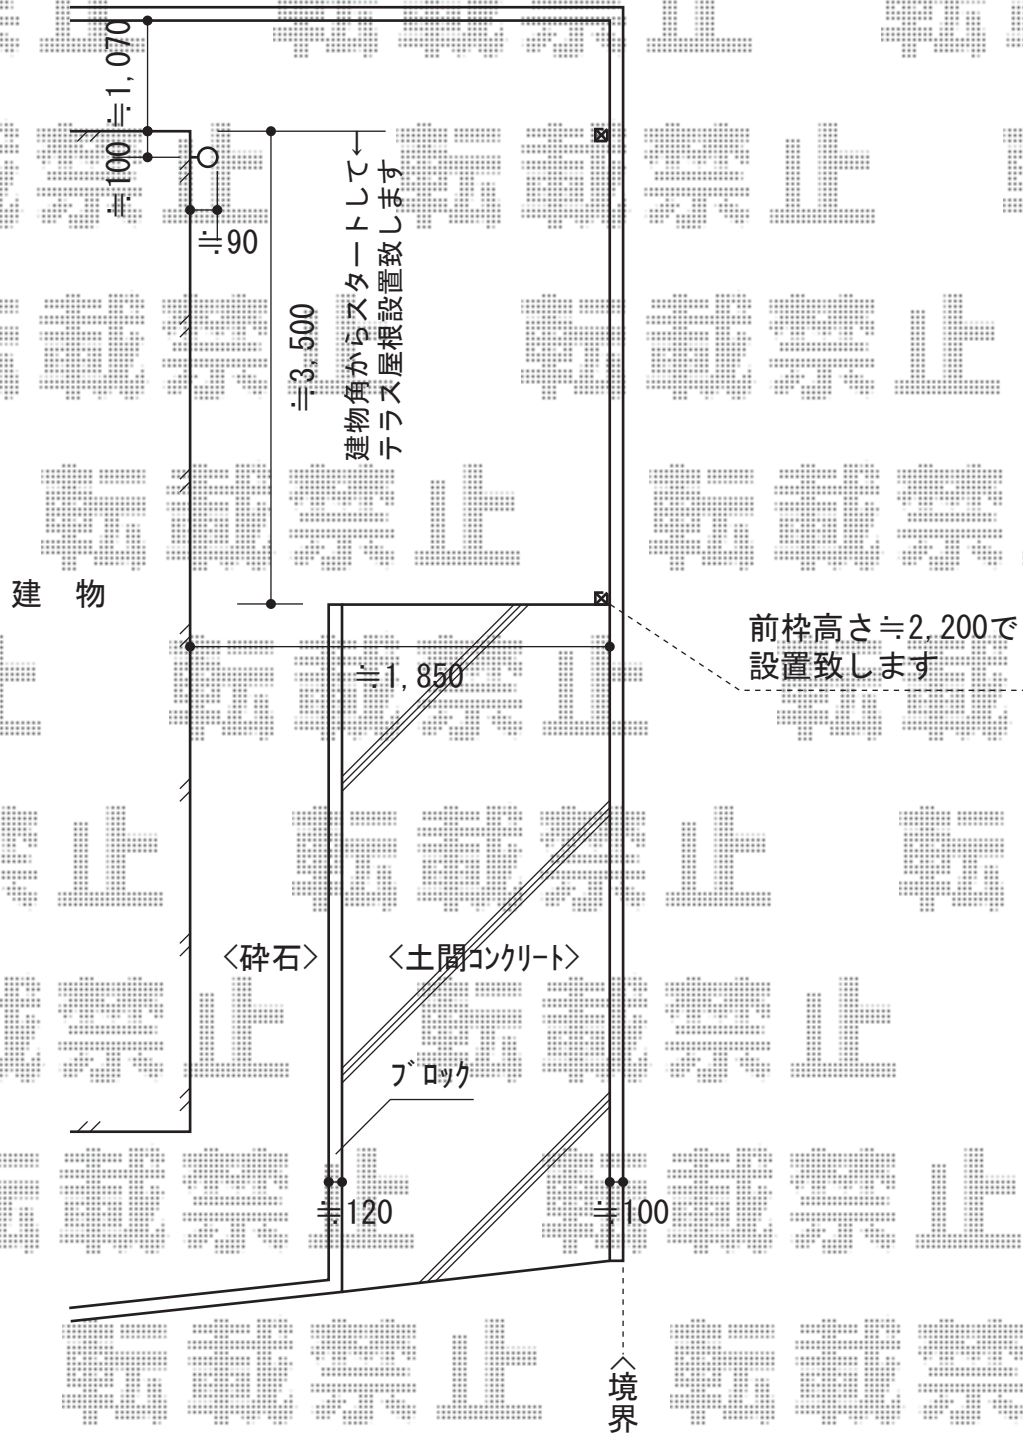 ≒1,070
≒100
≒90
≒3,500
建物角からスタートして→
テラス屋根設置致します
建 物
前枠高さ≒2,200で
設置致します
≒1,850
〈砕石〉
〈土間コンクリート〉
ブロック
≒120
≒100
〈境界
転載禁止